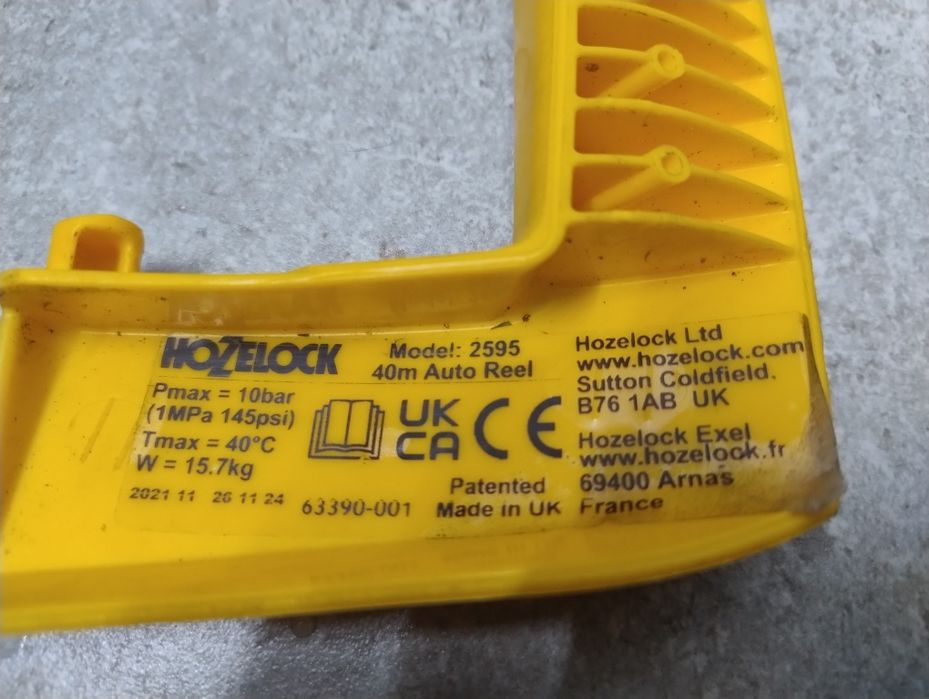 HOZELOCK
Model: 2595
40m Auto Reel
Pmax = 10bar
(1MPa 145psi)
Tmax = 40°C
W = 15.7kg
2021 11 26 11 24
63390-001
UK
CA
CE
Patented
Made in UK
Hozelock Ltd
www.hozelock.com
Sutton Coldfield.
B76 1AB UK
Hozelock Exel
www.hozelock.fr
69400 Arnas
France